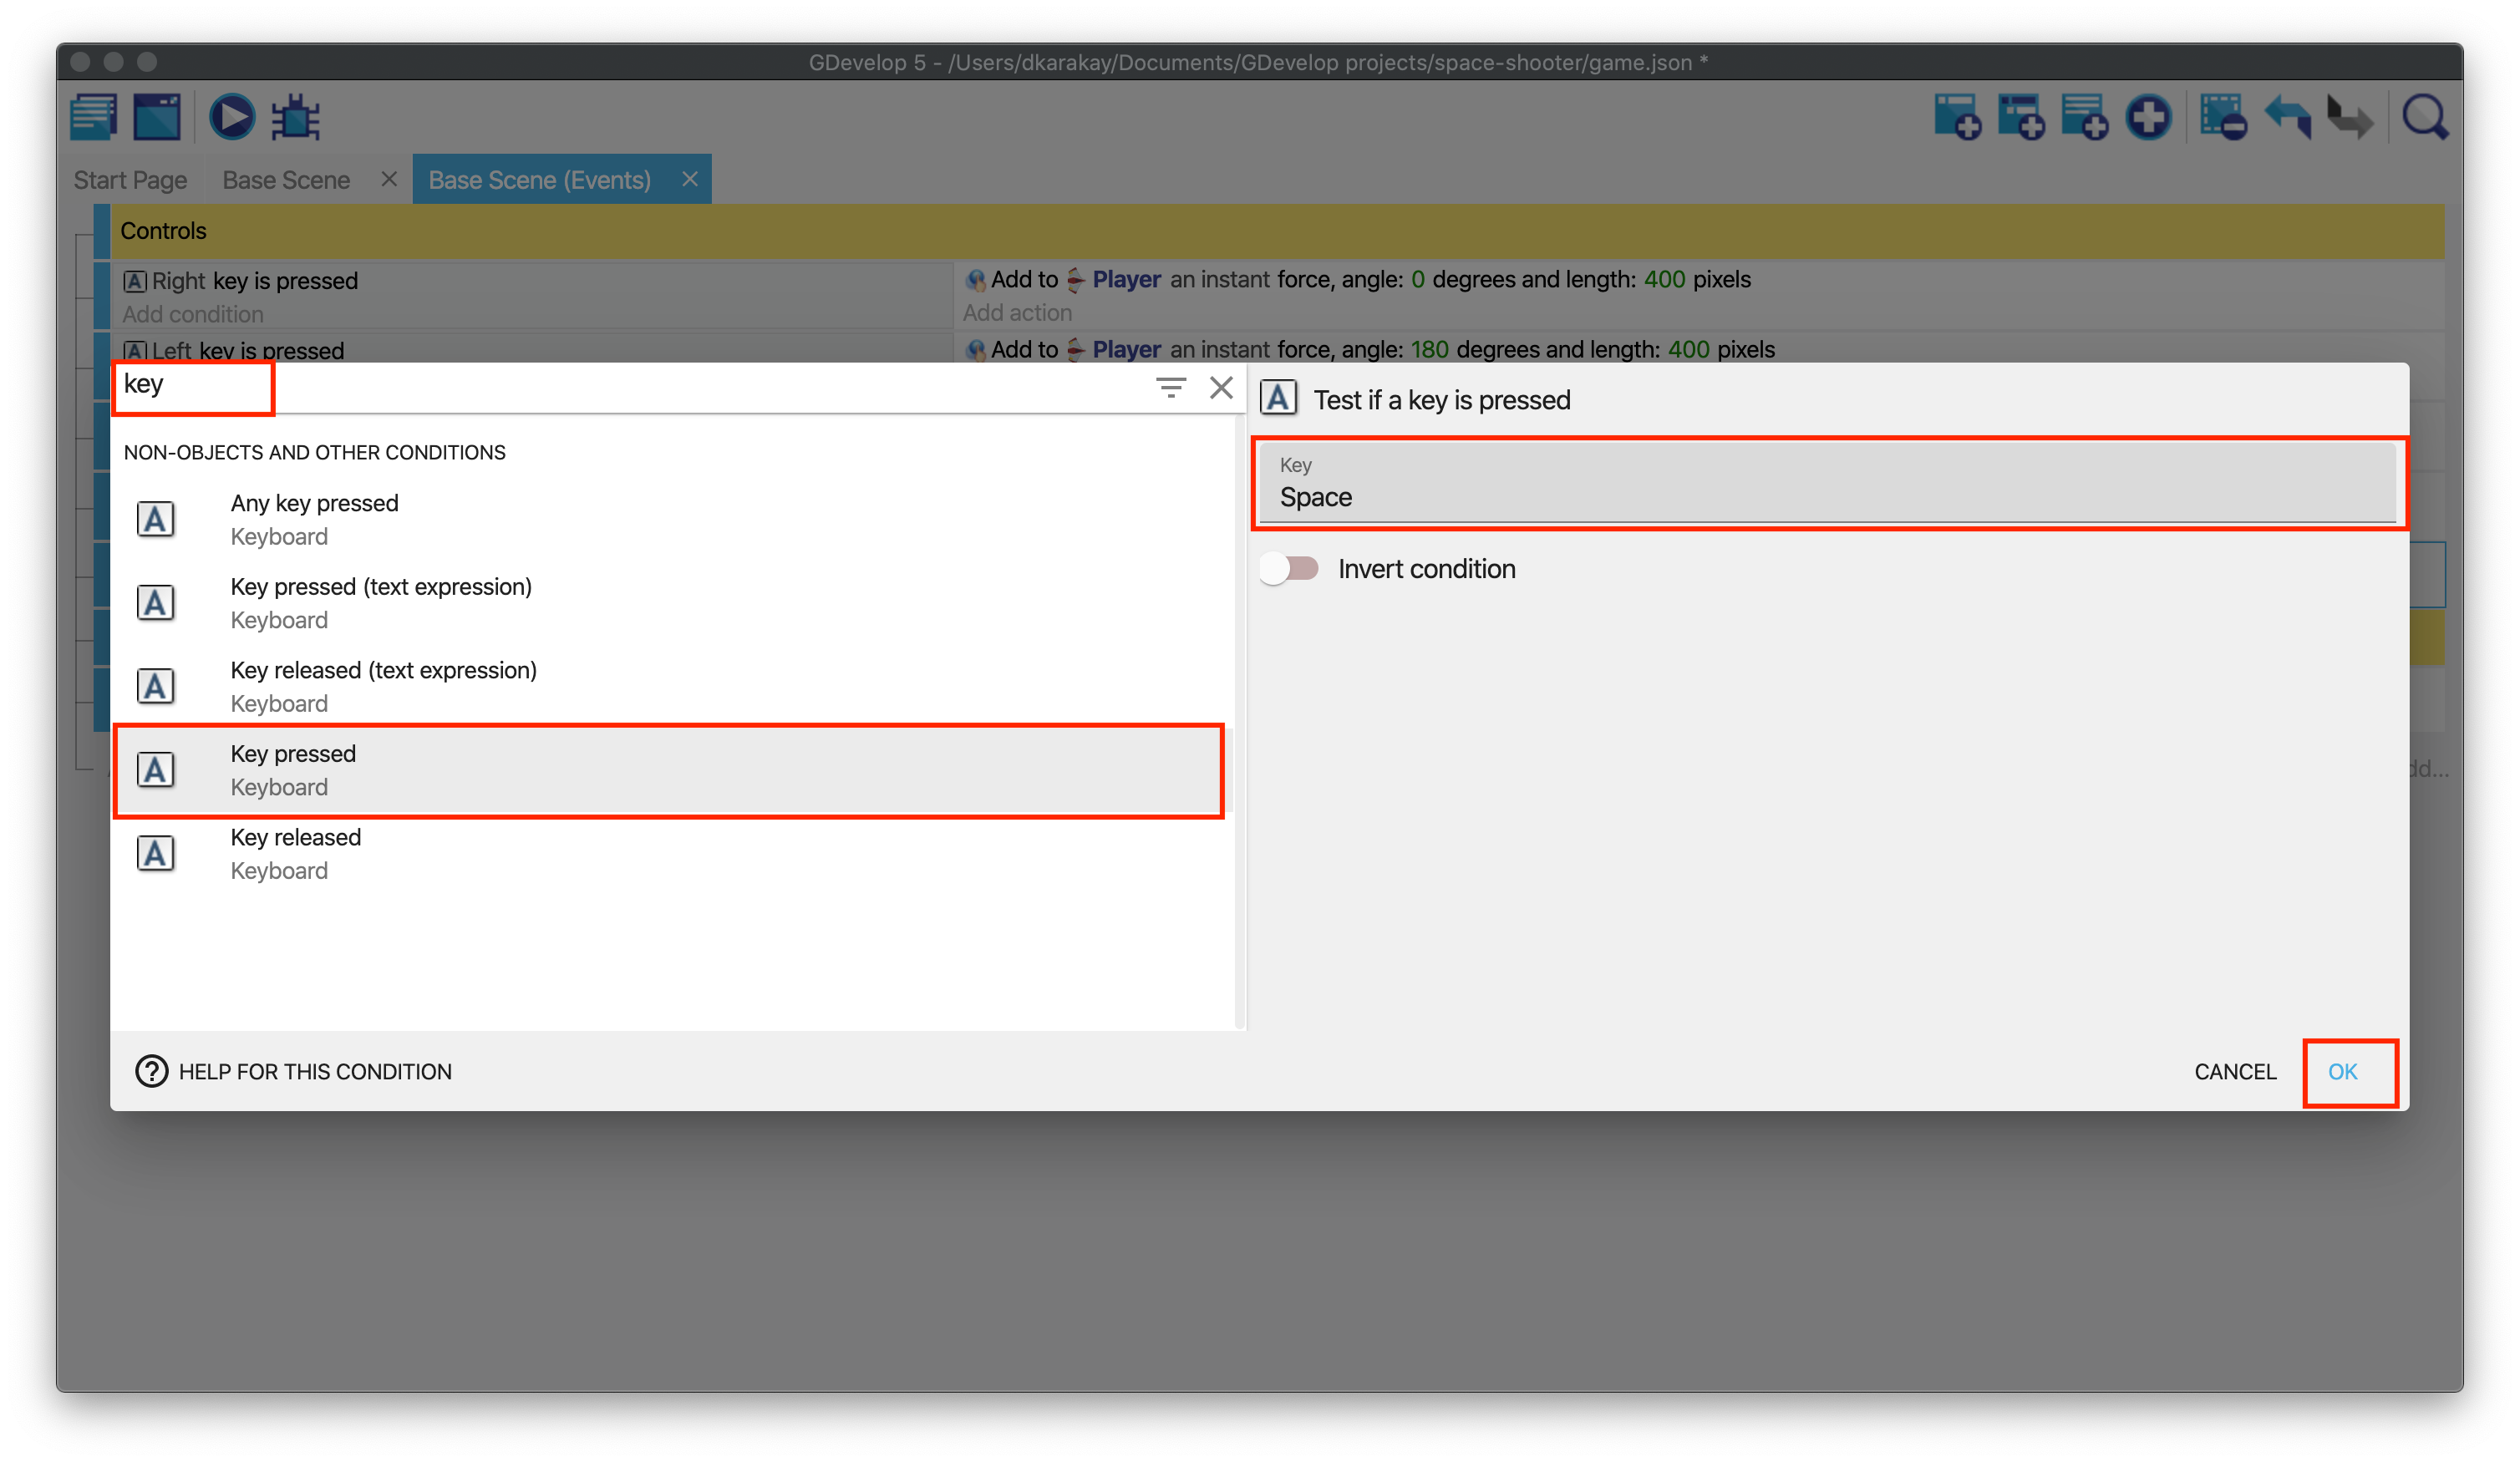 GDevelop 5 - /Users/dkarakay/Documents/GDevelop projects/space-shooter/game.json *
Start Page Base Scene Base Scene (Events)
Controls
Right key is pressed Add to Player an instant force, angle: 0 degrees and length: 400 pixels
Add condition Add action
Left key is pressed Add to Player an instant force, angle: 180 degrees and length: 400 pixels
key
NON-OBJECTS AND OTHER CONDITIONS
Any key pressed
Keyboard
Key pressed (text expression)
Keyboard
Key released (text expression)
Keyboard
Key pressed
Keyboard
Key released
Keyboard
HELP FOR THIS CONDITION
Test if a key is pressed
Key
Space
Invert condition
CANCEL OK